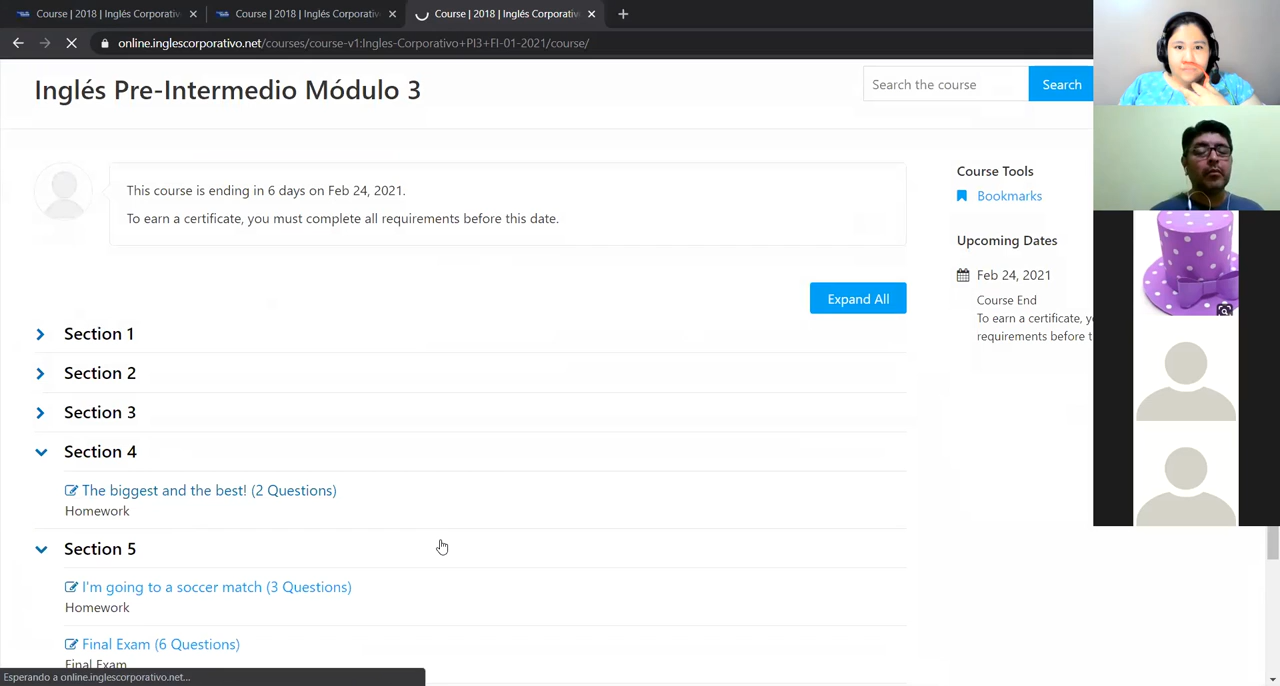 Course | 2018 | Inglés Corporativo
Course | 2018 | Inglés Corporativo
Course | 2018 | Inglés Corporativo
online.inglescorporativo.net/courses/course-v1:Ingles-Corporativo+PI3+FI-01-2021/course/
Inglés Pre-Intermedio Módulo 3
Search the course
Search
This course is ending in 6 days on Feb 24, 2021.
To earn a certificate, you must complete all requirements before this date.
Course Tools
Bookmarks
Upcoming Dates
Feb 24, 2021
Course End
To earn a certificate, y
requirements before t
Expand All
Section 1
Section 2
Section 3
Section 4
The biggest and the best! (2 Questions)
Homework
Section 5
I'm going to a soccer match (3 Questions)
Homework
Final Exam (6 Questions)
Final Exam
Esperando a online.inglescorporativo.net...